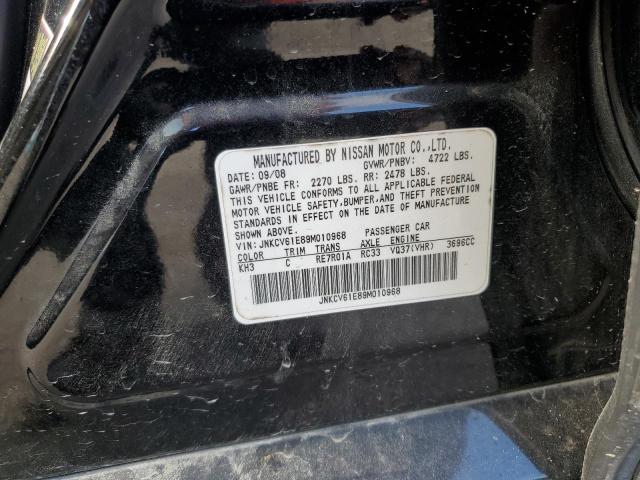 MANUFACTURED BY NISSAN MOTOR CO.,LTD.
DATE: 09/08 GVWR/PNBV: 4722 LBS.
GAWR/PNBE FR: 2270 LBS. RR: 2478 LBS.
THIS VEHICLE CONFORMS TO ALL APPLICABLE FEDERAL
MOTOR VEHICLE SAFETY,BUMPER,AND THEFT PREVENTION
STANDARDS IN EFFECT ON THE DATE OF MANUFACTURE
SHOWN ABOVE.
VIN: JNKCV61E89M010968 PASSENGER CAR
COLOR TRIM TRANS AXLE ENGINE
KH3 C RE7R01A RC33 VQ37(VHR) 3696CC
JNKCV61E89M010968